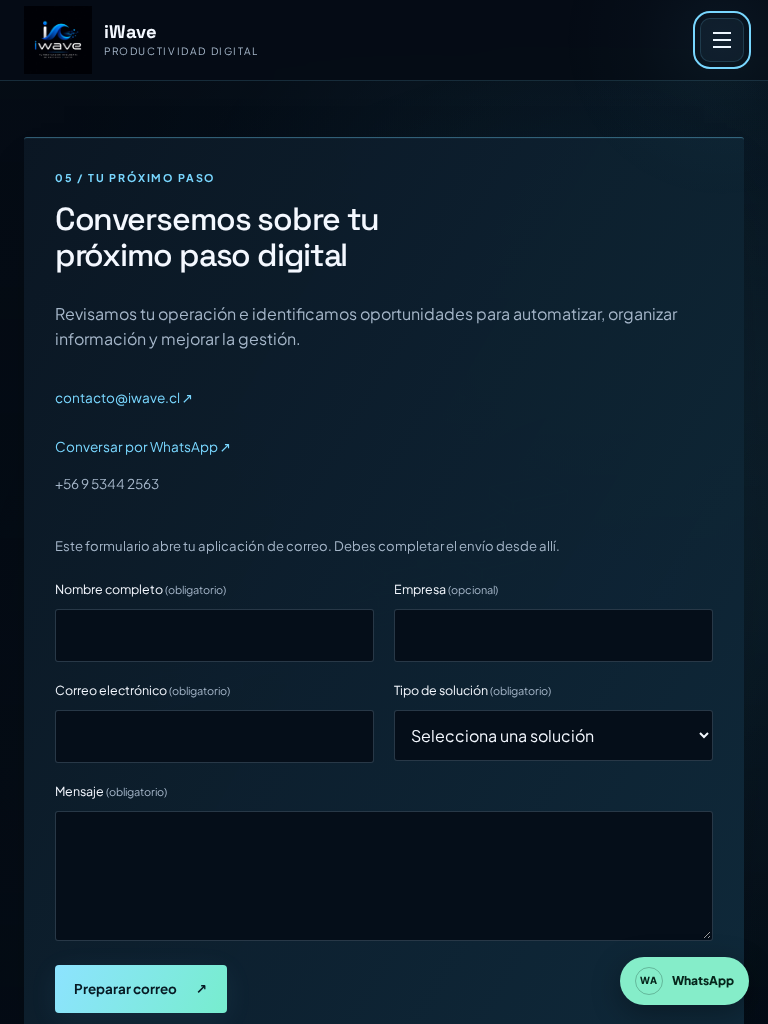 iwave
iWave
PRODUCTIVIDAD DIGITAL
05 / TU PRÓXIMO PASO
Conversemos sobre tu
próximo paso digital
Revisamos tu operación e identificamos oportunidades para automatizar, organizar
información y mejorar la gestión.
contacto@iwave.cl ↗
Conversar por WhatsApp ↗
+56 9 5344 2563
Este formulario abre tu aplicación de correo. Debes completar el envío desde allí.
Nombre completo (obligatorio)
Empresa (opcional)
Correo electrónico (obligatorio)
Tipo de solución (obligatorio)
Selecciona una solución
Mensaje (obligatorio)
Preparar correo ↗
WA WhatsApp